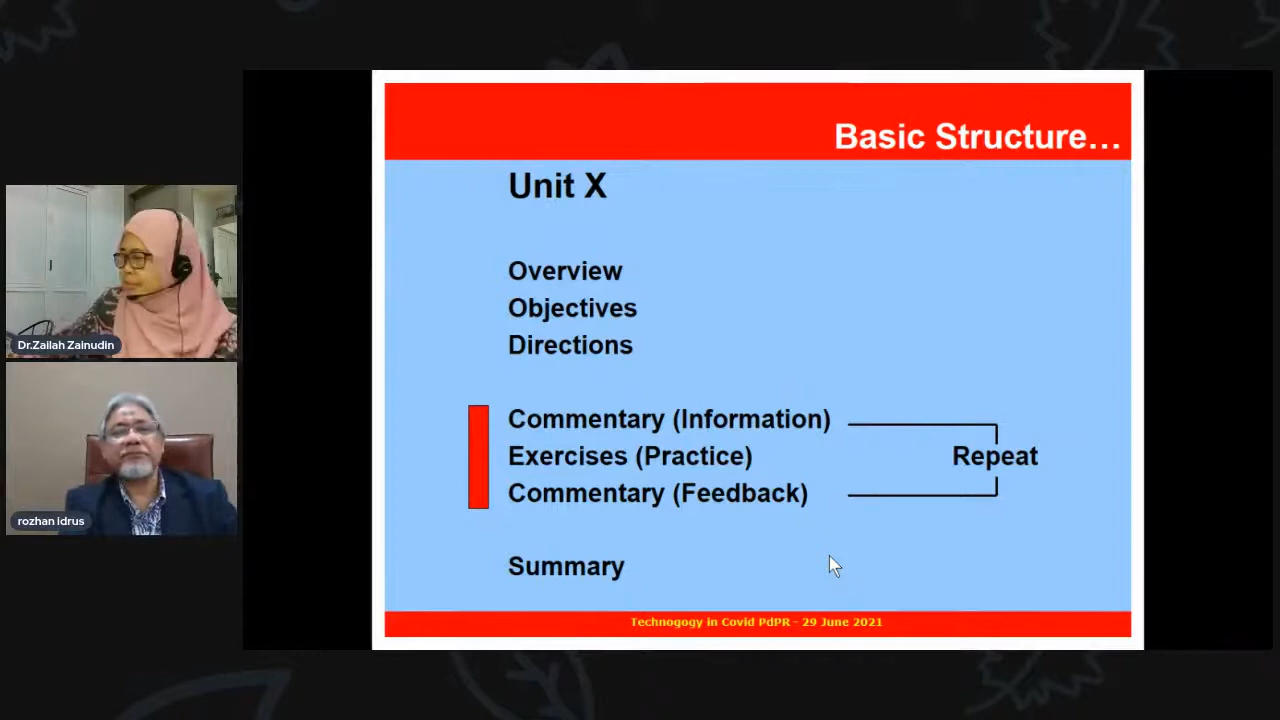 Basic Structure...
Unit X
Overview
Objectives
Directions
Commentary (Information)
Exercises (Practice)
Repeat
Commentary (Feedback)
Summary
Technogogy in Covid PdPR - 29 June 2021
Dr.Zailah Zainudin
rozhan idrus